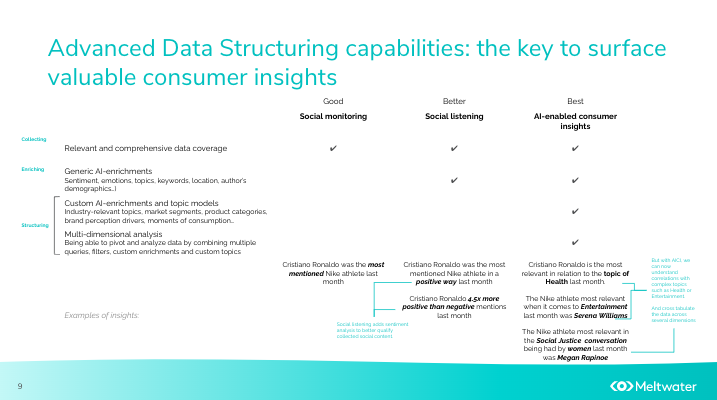 Advanced Data Structuring capabilities: the key to surface
valuable consumer insights
Good
Better
Best
Social monitoring
Social listening
AI-enabled consumer
insights
Collecting
Relevant and comprehensive data coverage
✔ ✔ ✔
Enriching
Generic AI-enrichments
Sentiment, emotions, topics, keywords, location, author's
demographics..)
✔ ✔
Structuring
Custom AI-enrichments and topic models
Industry-relevant topics, market segments, product categories,
brand perception drivers, moments of consumption...
✔
Multi-dimensional analysis
Being able to pivot and analyze data by combining multiple
queries, filters, custom enrichments and custom topics
✔
Examples of insights:
Cristiano Ronaldo was the most
mentioned Nike athlete last
month
Cristiano Ronaldo was the most
mentioned Nike athlete in a
positive way last month
Cristiano Ronaldo 4.5x more
positive than negative mentions
last month
Social listening adds sentiment
analysis to better qualify
collected social content
Cristiano Ronaldo is the most
relevant in relation to the topic of
Health last month.
The Nike athlete most relevant
when it comes to Entertainment
last month was Serena Williams
The Nike athlete most relevant in
the Social Justice conversation
being had by women last month
was Megan Rapinoe
But with AICI, we
can now
understand
correlations with
complex topics
such as Health or
Entertainment
And cross tabulate
the data across
several dimensions
9
Meltwater